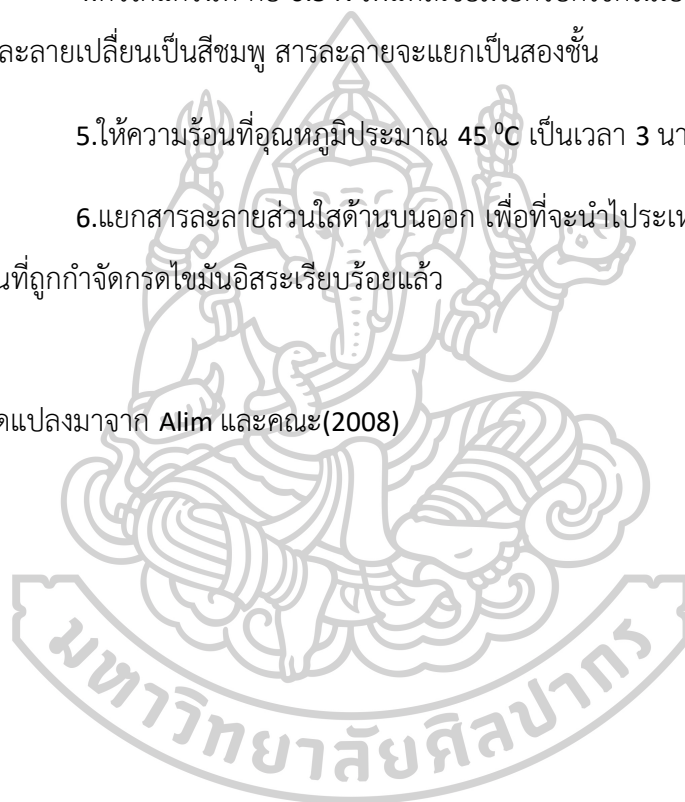 ละลายเปลี่ยนเป็นสีชมพู สารละลายจะแยกเป็นสองชั้น
5.ให้ความร้อนที่อุณหภูมิประมาณ 45 ⁰C เป็นเวลา 3
6.แยกสารละลายส่วนใสด้านบนออก เพื่อที่จะนำไป
ที่ถูกกำจัดกรดไขมันอิสระเรียบร้อยแล้ว
ดแปลงมาจาก Alim และคณะ(2008)
มหาวิทยาลัยศิลปากร